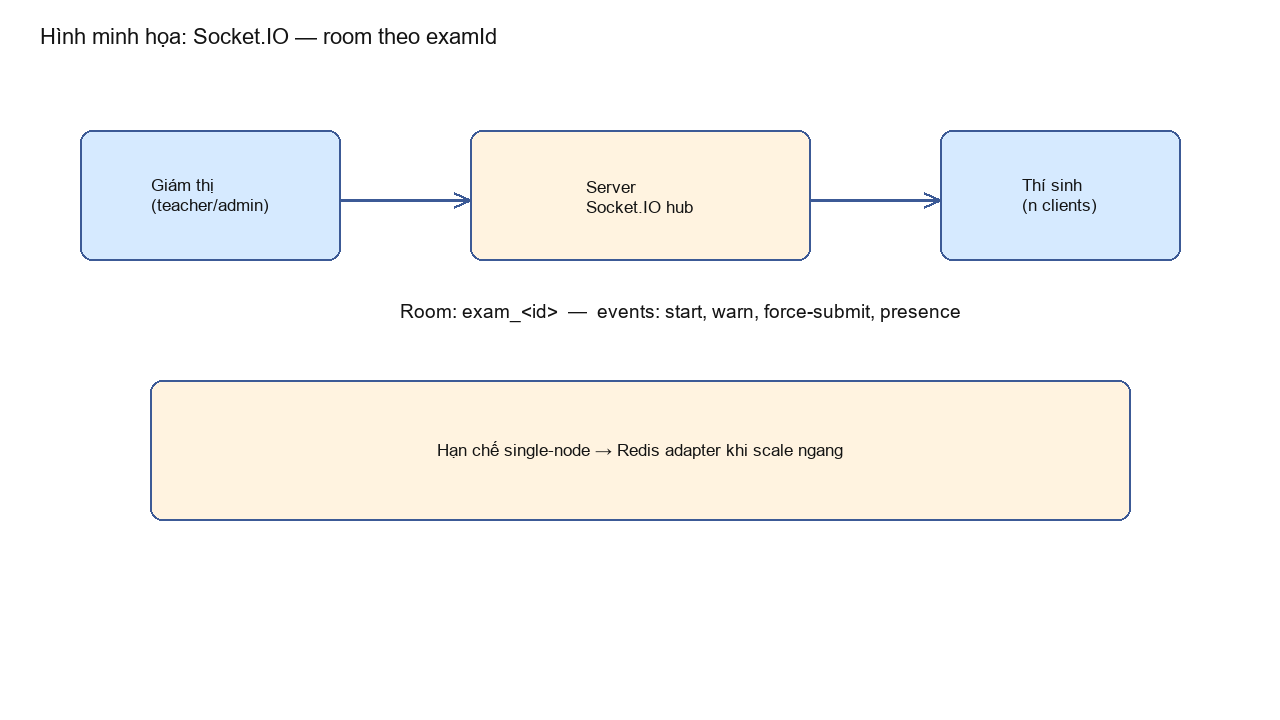 Hình minh họa: Socket.IO — room theo examId
Giám thị
(teacher/admin)
Server
Socket.IO hub
Thí sinh
(n clients)
Room: exam_<id> — events: start, warn, force-submit, presence
Hạn chế single-node → Redis adapter khi scale ngang